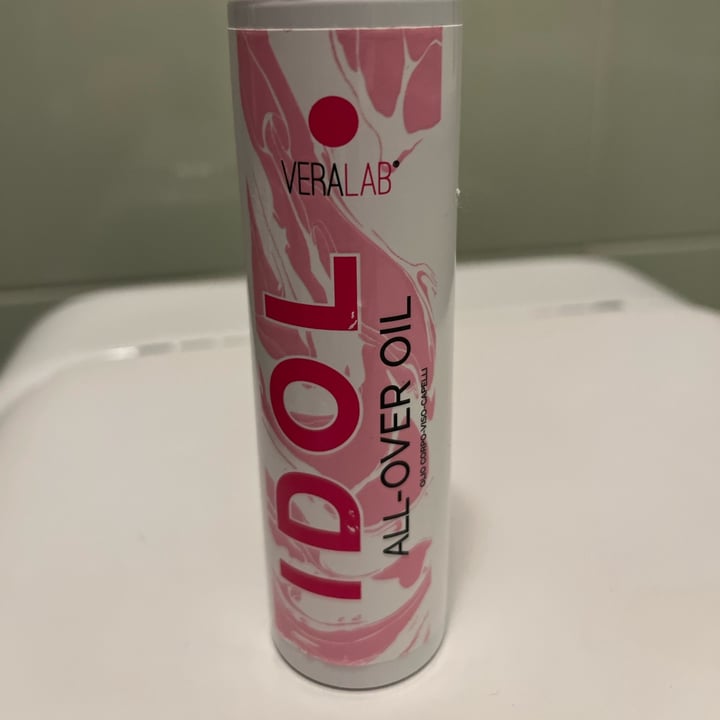 VERALAB
IDOL
ALL-OVER OIL
OLIO CORPO-VISO-CAPELLI